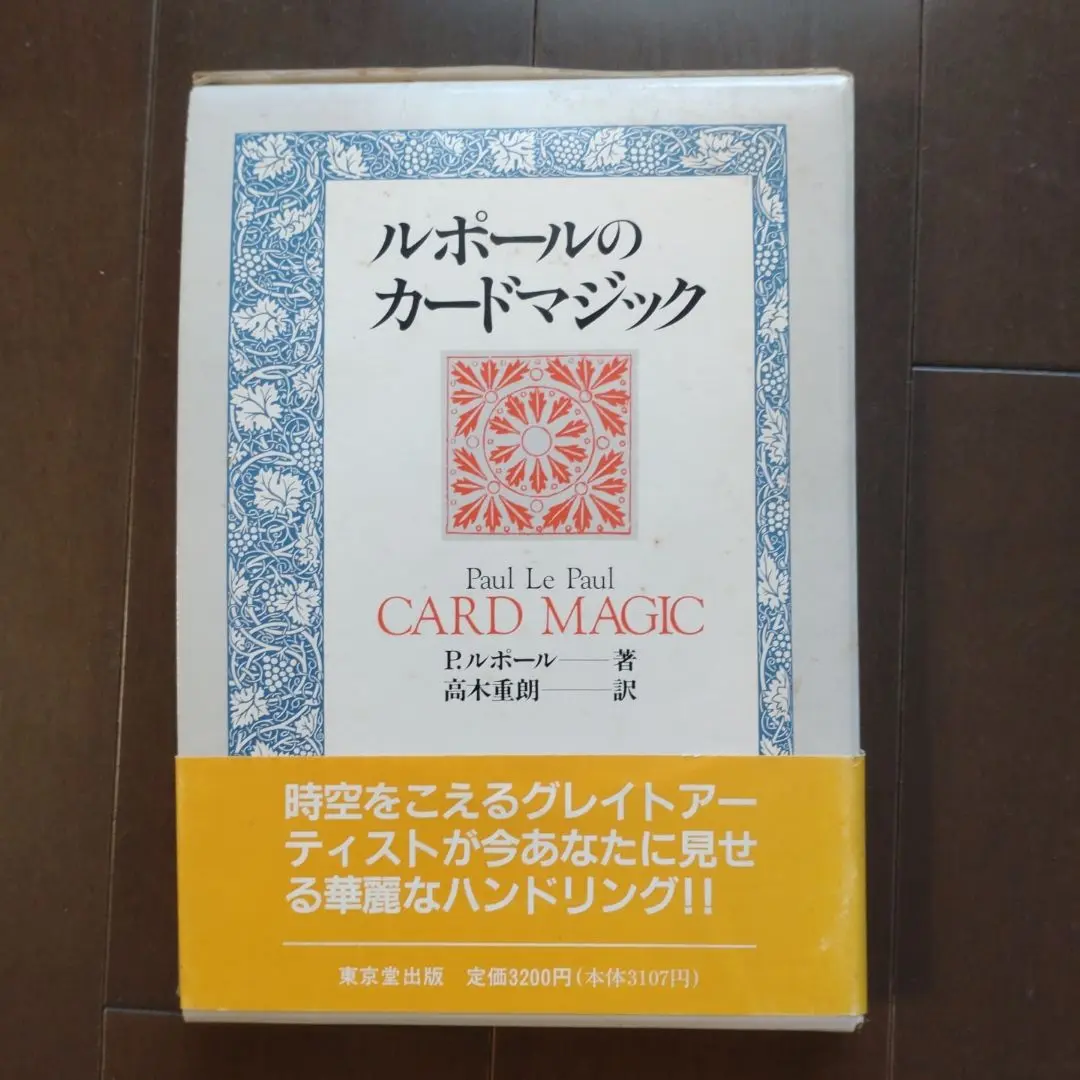 ルポールの
カードマジック
Paul Le Paul
CARD MAGIC
P.ルポール——著
高木重朗——訳
時空をこえるグレイトアー
ティストが今あなたに見せ
る華麗なハンドリング!!
東京堂出版 定価3200円(本体3107円)